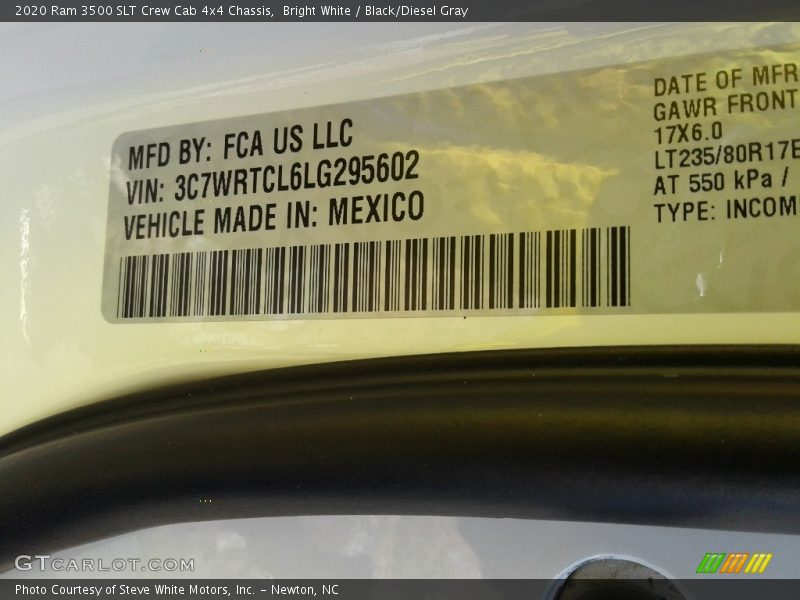 2020 Ram 3500 SLT Crew Cab 4x4 Chassis,  Bright White / Black/Diesel Gray
MFD BY: FCA US LLC
VIN: 3C7WRTCL6LG295602
VEHICLE MADE IN: MEXICO
DATE OF MFR
GAWR FRONT
17X6.0
LT235/80R17E
AT 550 kPa /
TYPE: INCOM
GTCARLOT.COM
Photo Courtesy of Steve White Motors, Inc. – Newton, NC